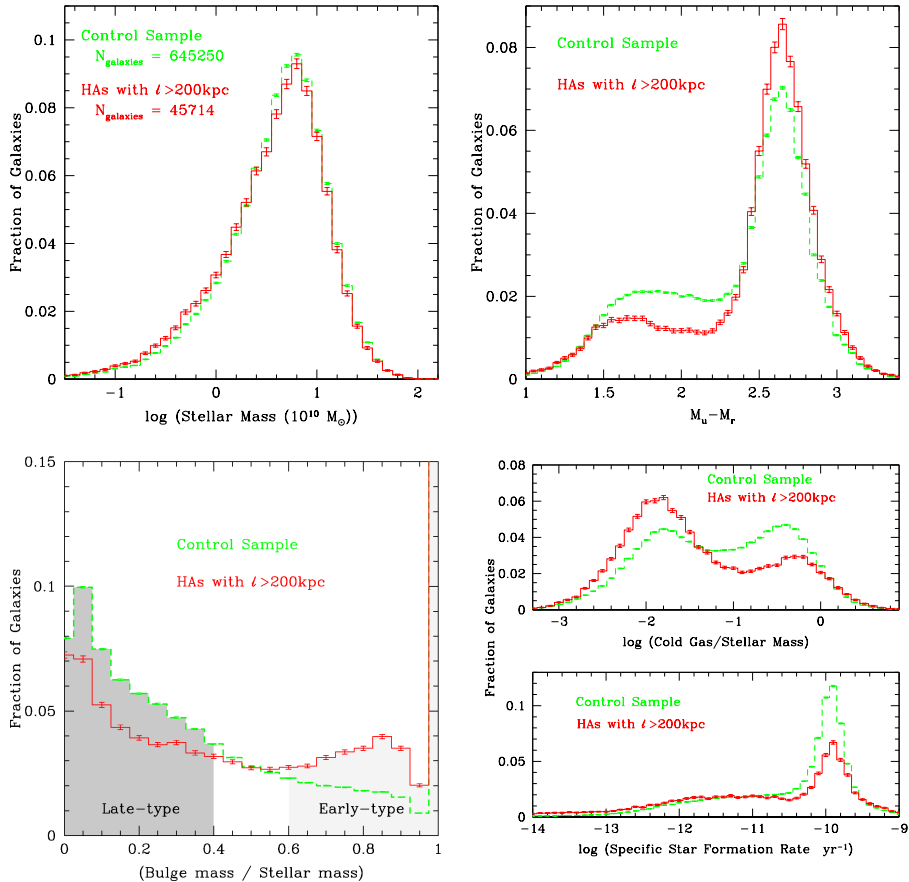 Control Sample
N_galaxies = 645250
HAs with ℓ>200kpc
N_galaxies = 45714
Fraction of Galaxies
0.1
0.08
0.06
0.04
0.02
0
-1 0 1 2
log (Stellar Mass (10¹⁰ M_⊙))
Control Sample
HAs with ℓ>200kpc
Fraction of Galaxies
0.08
0.06
0.04
0.02
0
1 1.5 2 2.5 3
M_u-M_r
Control Sample
HAs with ℓ>200kpc
Fraction of Galaxies
0.15
0.1
0.05
0
Late-type
Early-type
0 0.2 0.4 0.6 0.8 1
(Bulge mass / Stellar mass)
Control Sample
HAs with ℓ>200kpc
Fraction of Galaxies
0.08
0.06
0.04
0.02
0
-3 -2 -1 0
log (Cold Gas/Stellar Mass)
Control Sample
HAs with ℓ>200kpc
0.1
0.05
0
-14 -13 -12 -11 -10 -9
log (Specific Star Formation Rate yr⁻¹)